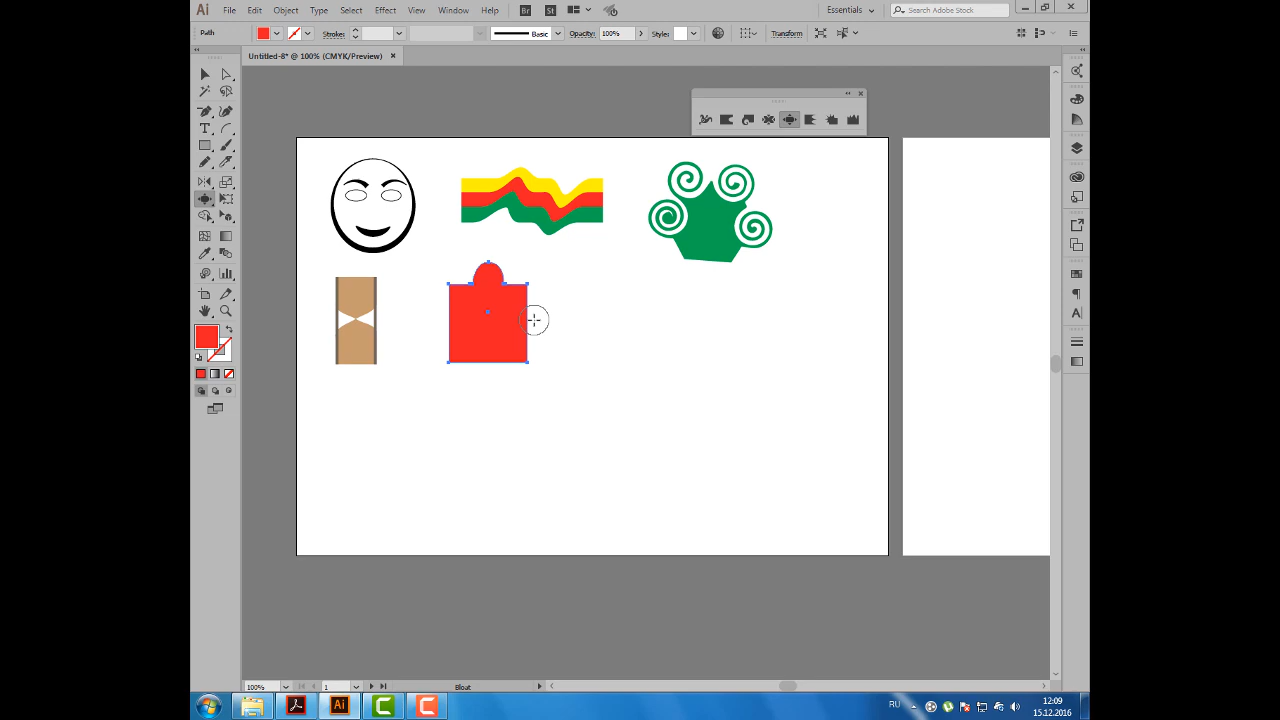 Ai File Edit Object Type Select Effect View Window Help Br St Essentials Search Adobe Stock
Path Stroke: Basic Opacity: 100% Style: Transform
Untitled-8* @ 100% (CMYK/Preview)
100% 1 Bloat
Ai RU 12:09
15.12.2016